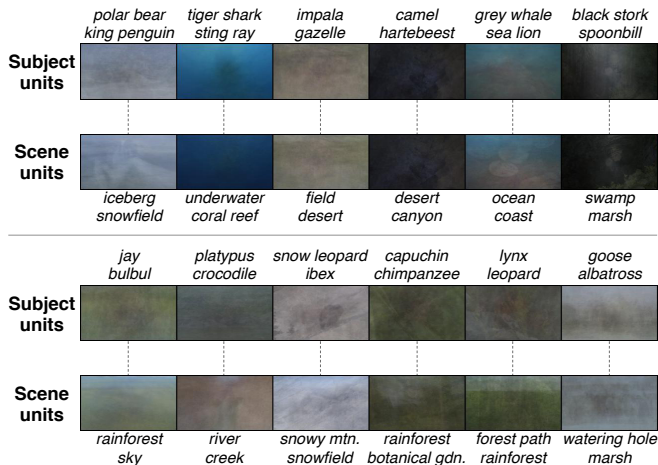 polar bear tiger shark impala camel grey whale black stork
king penguin sting ray gazelle hartebeest sea lion spoonbill
Subject
units
Scene
units
iceberg underwater field desert ocean swamp
snowfield coral reef desert canyon coast marsh
jay platypus snow leopard capuchin lynx goose
bulbul crocodile ibex chimpanzee leopard albatross
Subject
units
Scene
units
rainforest river snowy mtn. rainforest forest path watering hole
sky creek snowfield botanical gdn. rainforest marsh